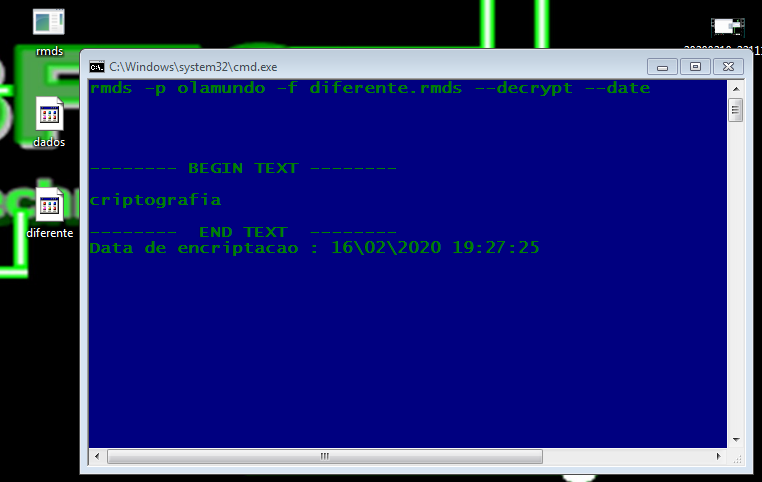 rmds
C:\Windows\system32\cmd.exe
rmds -p olamundo -f diferente.rmds --decrypt --date
dados
-------- BEGIN TEXT --------
criptografia
diferente
--------  END TEXT  --------
Data de encriptacao : 16\02\2020 19:27:25